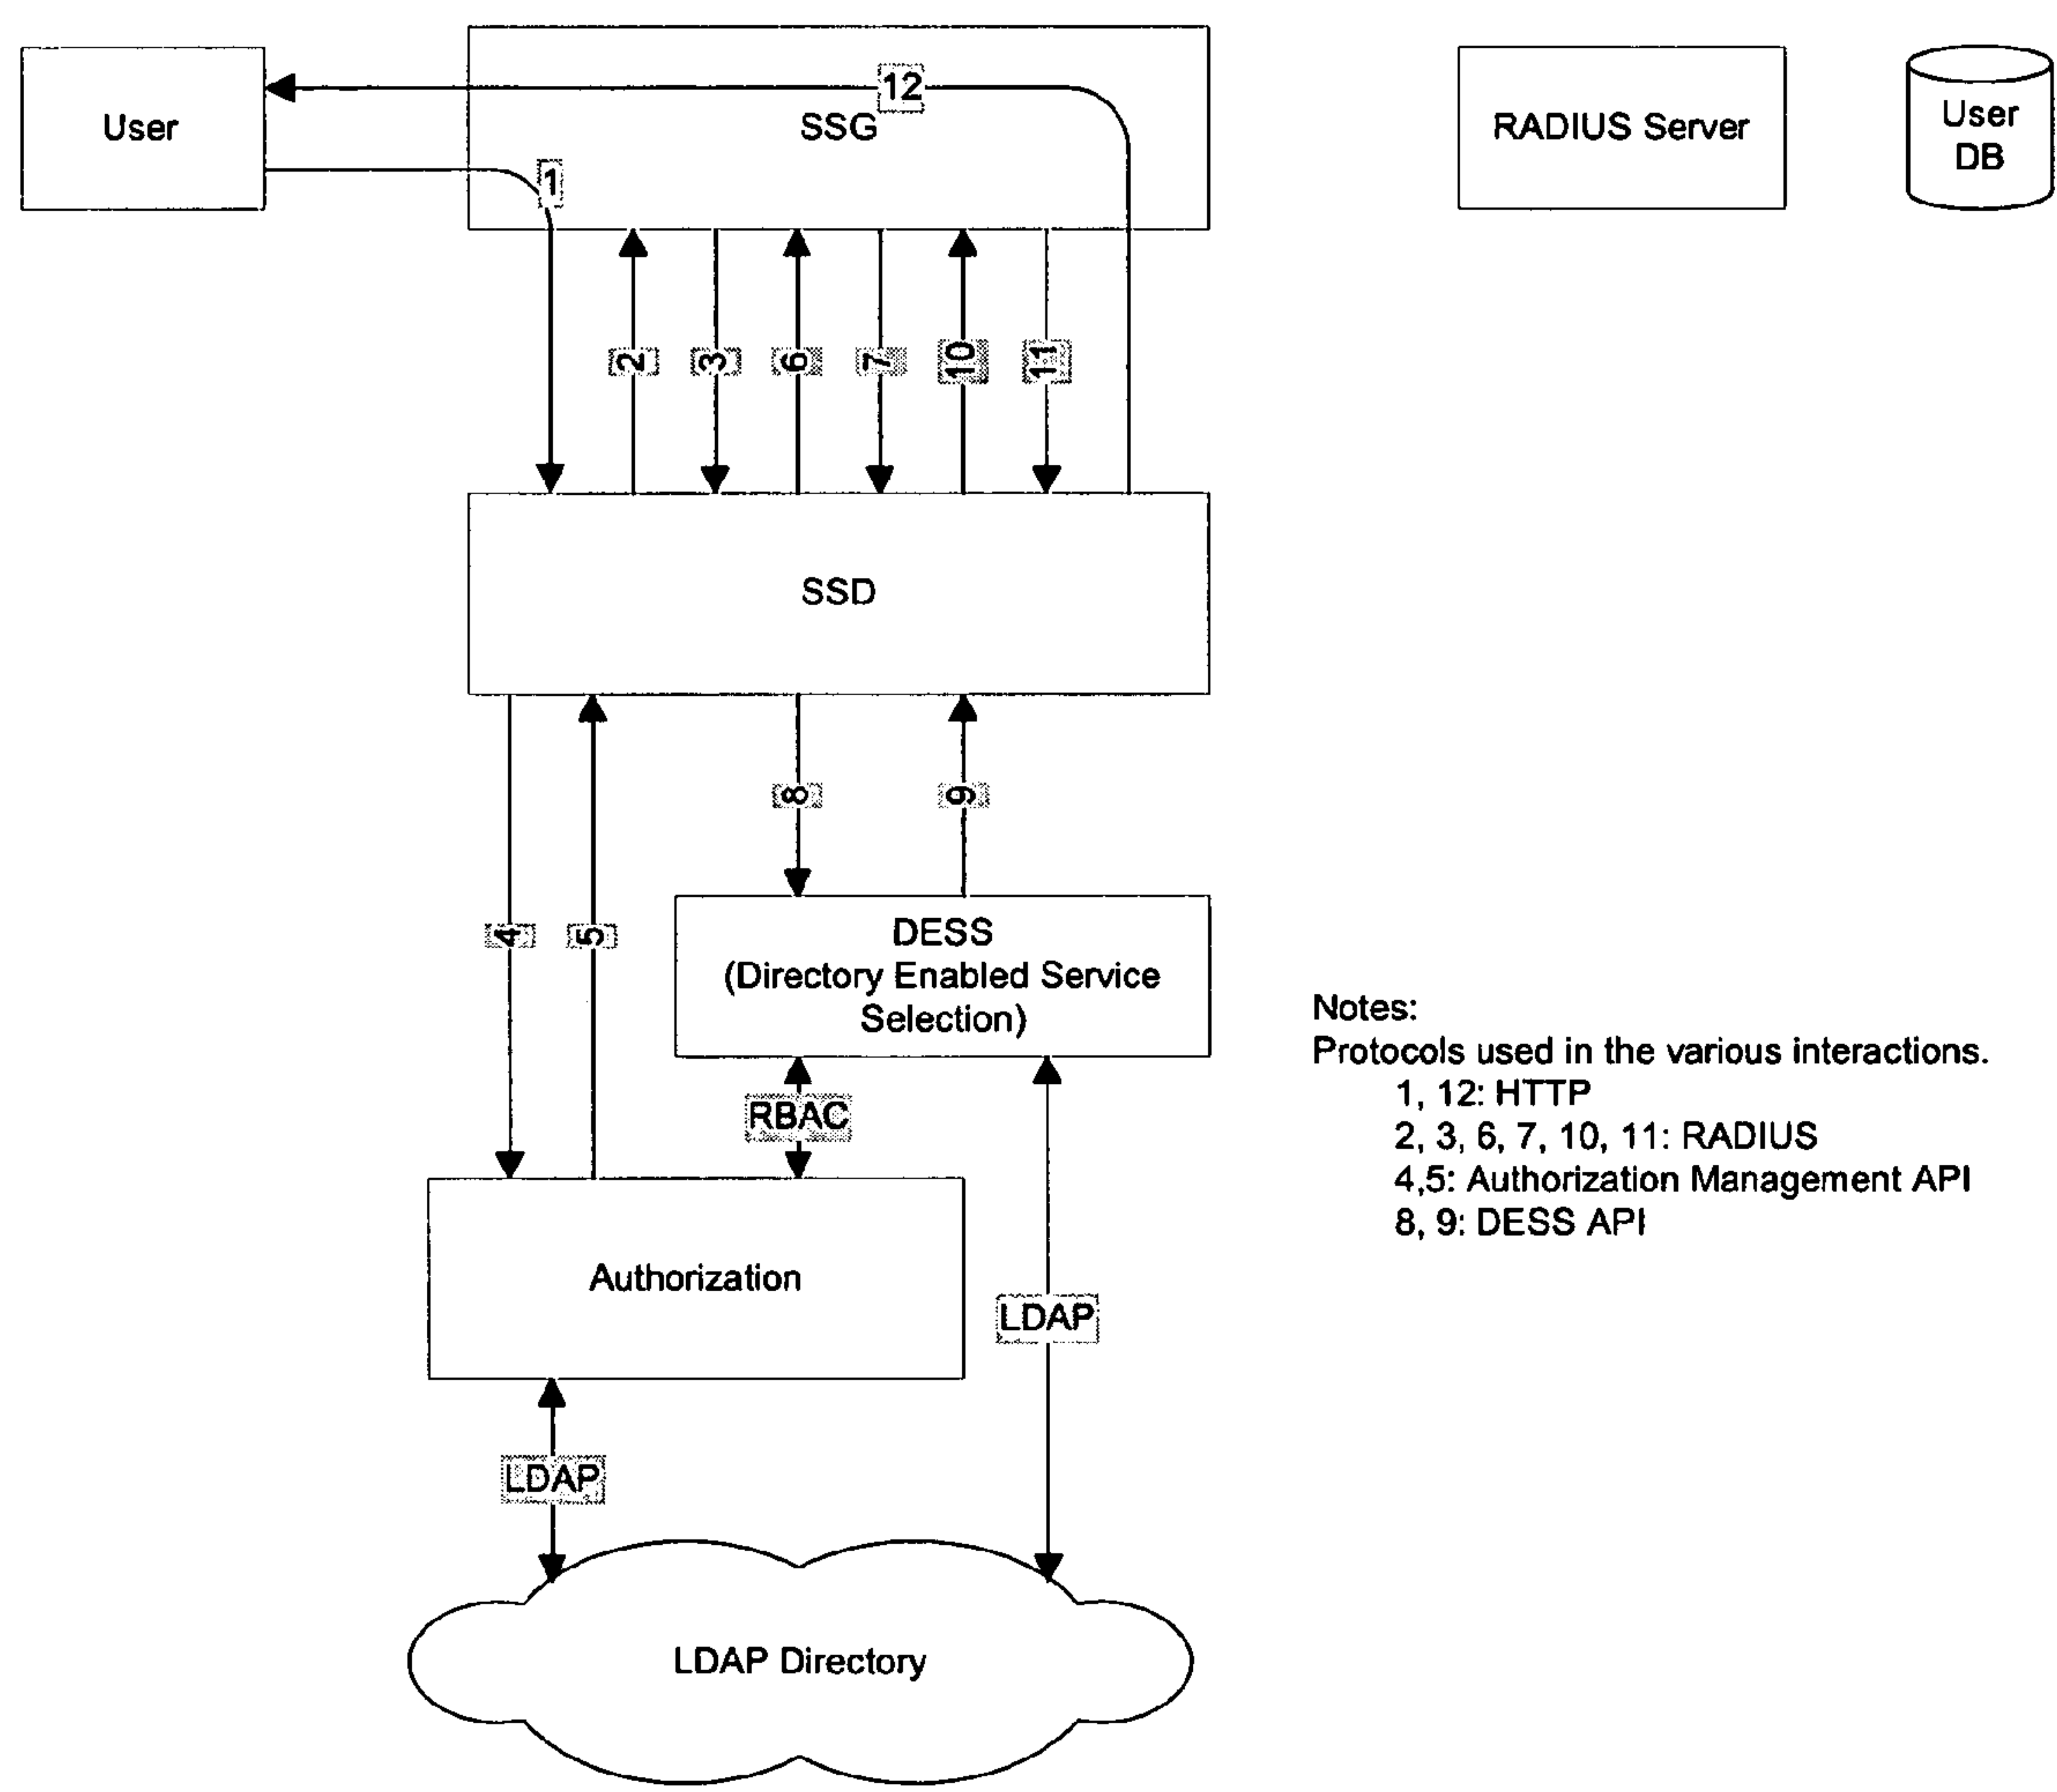 12
User
SSG
RADIUS Server
User
DB
1
2
3
6
7
10
11
SSD
8
9
4
5
DESS
(Directory Enabled Service
Selection)
Notes:
Protocols used in the various interactions.
1, 12: HTTP
2, 3, 6, 7, 10, 11: RADIUS
4,5: Authorization Management API
8, 9: DESS API
RBAC
Authorization
LDAP
LDAP
LDAP Directory